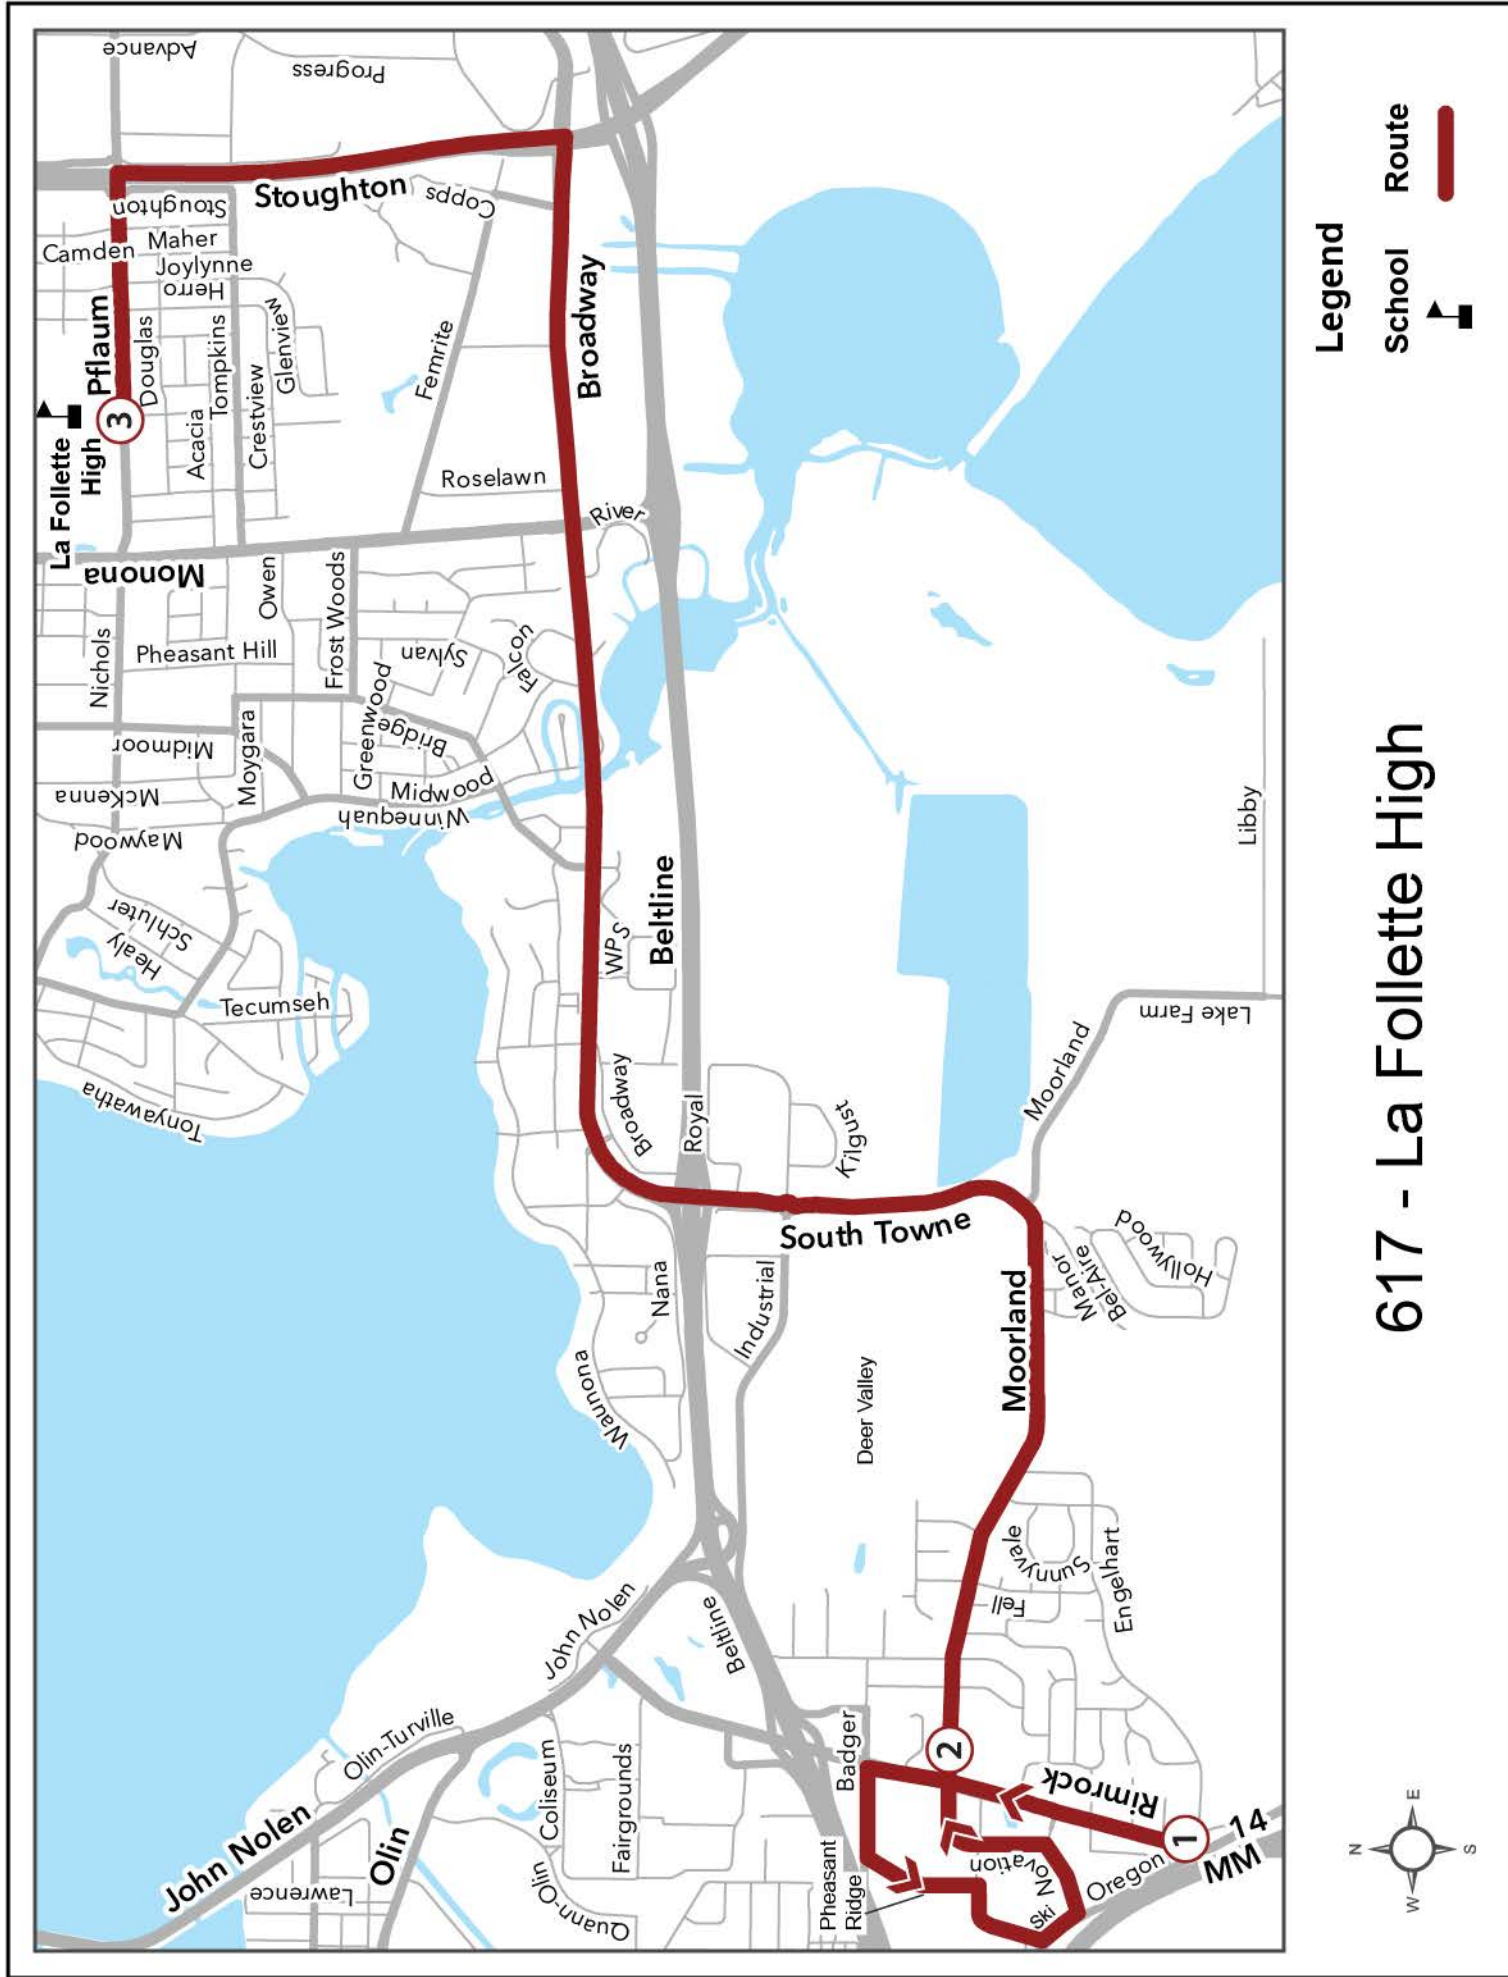 Advance
Progress
Stoughton
Stoughton
Copps
Camden
Maher
Joylynne
Herro
Pflaum
Douglas
Tompkins
Glenview
Crestview
Acacia
Femrite
Broadway
3
La Follette
High
Roselawn
River
Monona
Owen
Frost Woods
Nichols
Pheasant Hill
Sylvan
Falcon
Greenwood
Bridge
Midmoor
Moygara
Midwood
McKenna
Winnequah
Maywood
Schluter
Healy
Tecumseh
Tonyawatha
WPS
Beltline
Broadway
Royal
Kilgust
Libby
Lake Farm
Moorland
South Towne
Hollywood
Manor
Bel-Aire
Moorland
Nana
Industrial
Waunona
Deer Valley
Sunnyvale
Engelhart
Fell
John Nolen
Beltline
Olin-Turville
John Nolen
Olin
Lawrence
Coliseum
Fairgrounds
Quann-Olin
Badger
2
Rimrock
1
14
MM
Oregon
Novation
Ski
Pheasant
Ridge
Legend
School
Route
617 - La Follette High
N
E
S
W